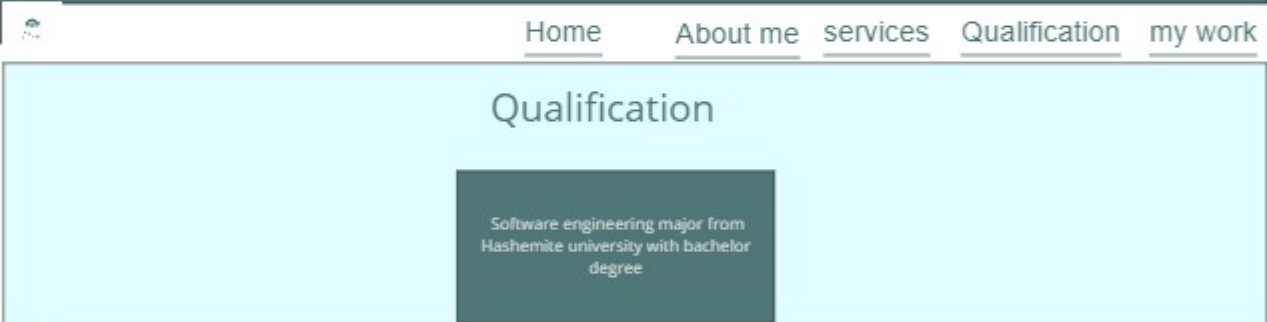 Home About me services Qualification my work
Qualification
Software engineering major from
Hashemite university with bachelor
degree